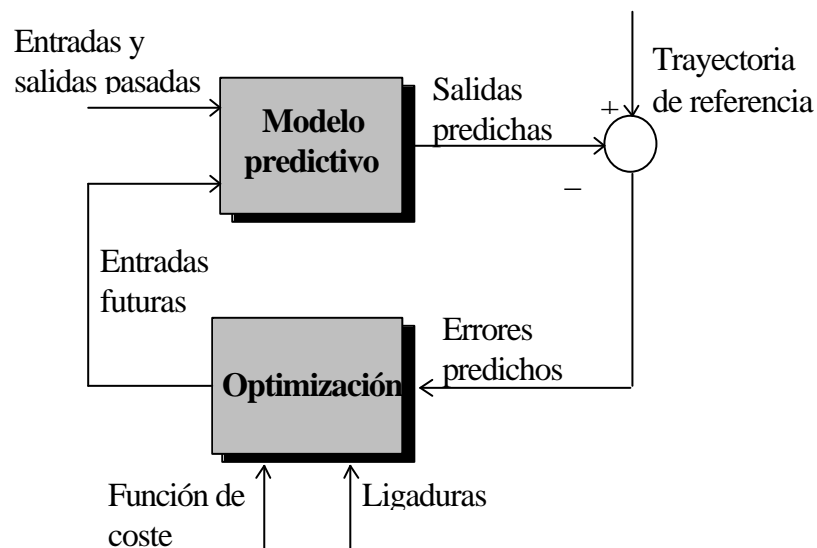 Entradas y
salidas pasadas
Modelo
predictivo
Salidas
predichas
+
−
Trayectoria
de referencia
Entradas
futuras
Optimización
Errores
predichos
Función de
coste
Ligaduras